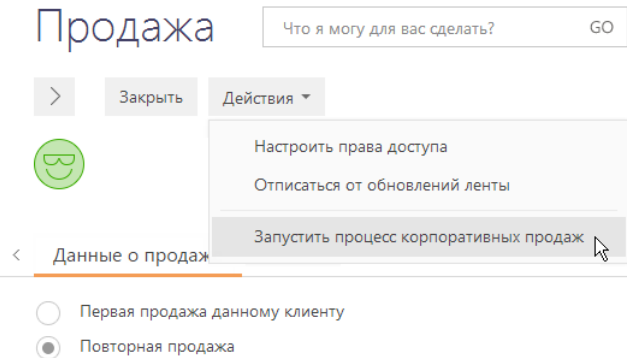 Продажа
Что я могу для вас сделать? GO
Закрыть Действия
Настроить права доступа
Отписаться от обновлений ленты
Запустить процесс корпоративных продаж
Данные о продаж
Первая продажа данному клиенту
Повторная продажа